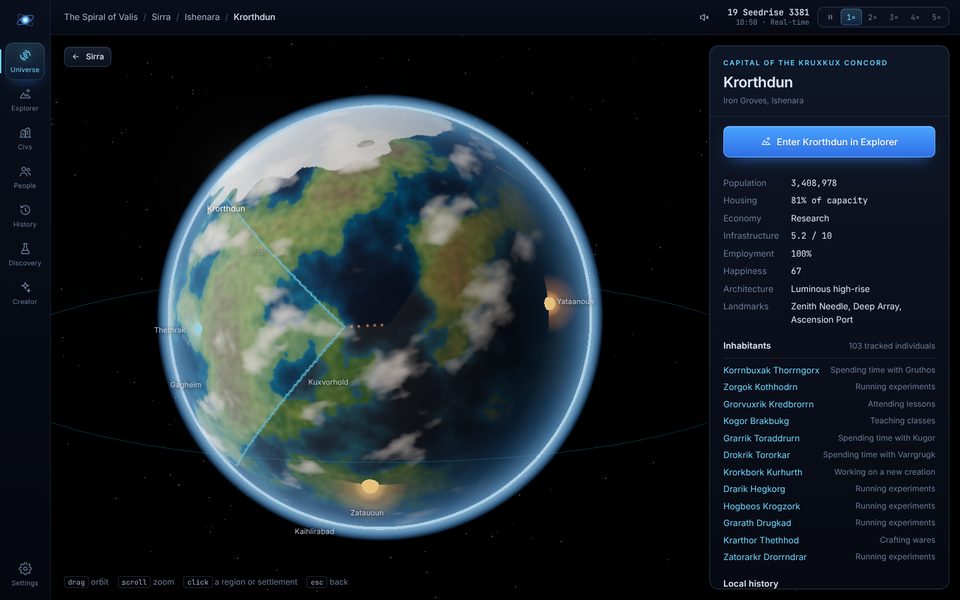 The Spiral of Valis / Sirra / Ishenara / Krorthdun
19 Seedrise 3381
10:50 · Real-time
1× 2× 3× 4× 5×
Universe
Explorer
Civs
People
History
Discovery
Creator
Settings
← Sirra
Krorthdun
Thethrak
Gagheim
Kuxvorhold
Yataanoun
Zatauoun
Kaihlirabad
drag orbit scroll zoom click a region or settlement esc back
CAPITAL OF THE KRUXKUX CONCORD
Krorthdun
Iron Groves, Ishenara
Enter Krorthdun in Explorer
Population 3,408,978
Housing 81% of capacity
Economy Research
Infrastructure 5.2 / 10
Employment 100%
Happiness 67
Architecture Luminous high-rise
Landmarks Zenith Needle, Deep Array,
Ascension Port
Inhabitants 103 tracked individuals
Kornnbuxak Thorrngorx Spending time with Gruthos
Zorgok Kothhodrn Running experiments
Grorvuxrik Kredbrorrn Attending lessons
Kogor Brakbukg Teaching classes
Grarrik Toraddrurn Spending time with Kugor
Drokrik Tororkar Spending time with Varrgrugk
Krorkbork Kurhurth Working on a new creation
Drarik Hegkorg Running experiments
Hogbeos Krogzork Running experiments
Grarath Drugkad Running experiments
Krarthor Thethhod Crafting wares
Zatorarkr Drorrndrar Running experiments
Local history